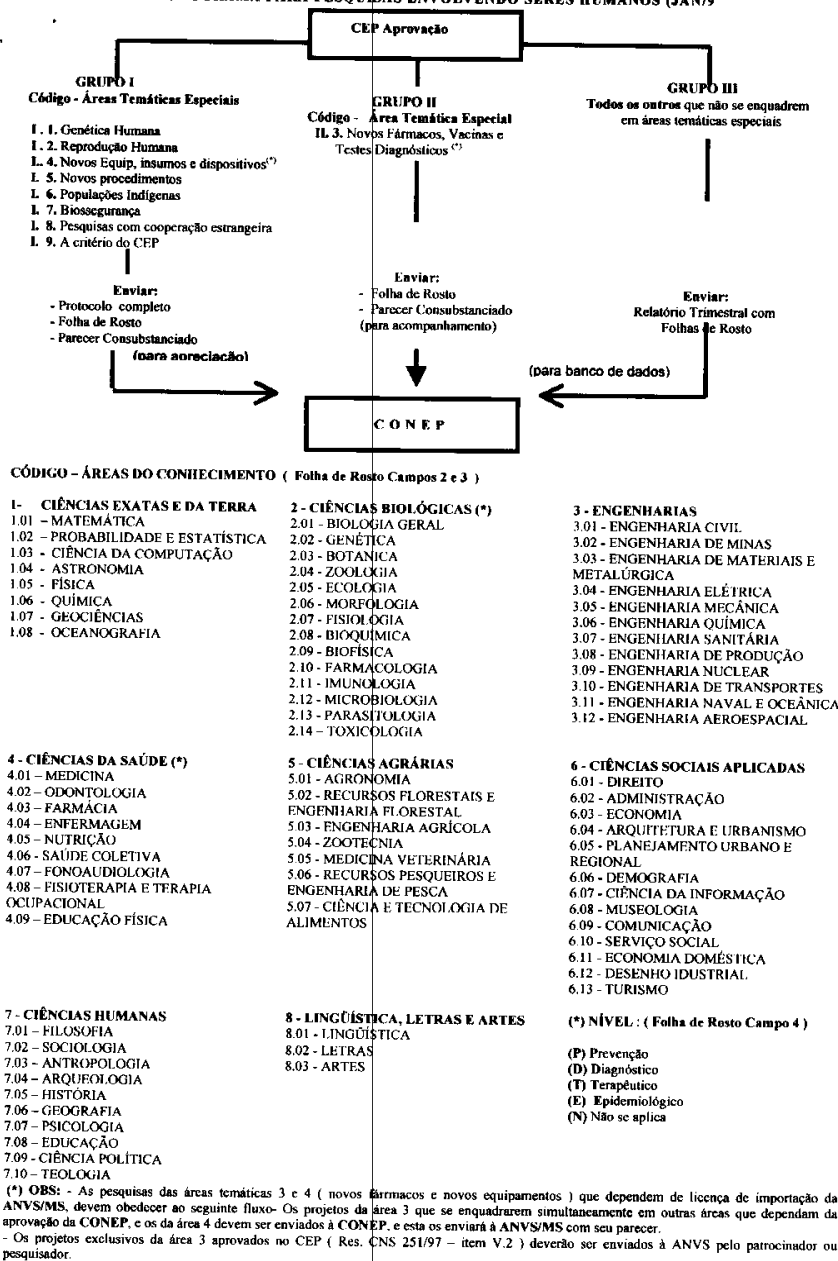 PARA PESQUISAS ENVOLVENDO SERES HUMANOS (JAN/9
CEP Aprovação
GRUPO I
Código - Áreas Temáticas Especiais
I . 1. Genética Humana
I . 2. Reprodução Humana
I.. 4. Novos Equip, insumos e dispositivos(*)
I. 5. Novos procedimentos
I. 6. Populações Indígenas
I. 7. Biossegurança
I. 8. Pesquisas com cooperação estrangeira
I. 9. A critério do CEP
Enviar:
- Protocolo completo
- Folha de Rosto
- Parecer Consubstanciado
(para apreciação)
GRUPO II
Código - Área Temática Especial
II. 3. Novos Fármacos, Vacinas e
Testes Diagnósticos (*)
Enviar:
- Folha de Rosto
- Parecer Consubstanciado
(para acompanhamento)
GRUPO III
Todos os outros que não se enquadrem
em áreas temáticas especiais
Enviar:
Relatório Trimestral com
Folhas de Rosto
(para banco de dados)
C O N E P
CÓDIGO – ÁREAS DO CONHECIMENTO ( Folha de Rosto Campos 2 e 3 )
1- CIÊNCIAS EXATAS E DA TERRA
1.01 – MATEMÁTICA
1.02 – PROBABILIDADE E ESTATÍSTICA
1.03 - CIÊNCIA DA COMPUTAÇÃO
1.04 - ASTRONOMIA
1.05 - FÍSICA
1.06 - QUÍMICA
1.07 - GEOCIÊNCIAS
1.08 - OCEANOGRAFIA
2 - CIÊNCIAS BIOLÓGICAS (*)
2.01 - BIOLOGIA GERAL
2.02 - GENÉTICA
2.03 - BOTANICA
2.04 - ZOOLOGIA
2.05 - ECOLOGIA
2.06 - MORFOLOGIA
2.07 - FISIOLOGIA
2.08 - BIOQUÍMICA
2.09 - BIOFÍSICA
2.10 - FARMACOLOGIA
2.11 - IMUNOLOGIA
2.12 - MICROBIOLOGIA
2.13 - PARASITOLOGIA
2.14 – TOXICOLOGIA
3 - ENGENHARIAS
3.01 - ENGENHARIA CIVIL
3.02 - ENGENHARIA DE MINAS
3.03 - ENGENHARIA DE MATERIAIS E
METALÚRGICA
3.04 - ENGENHARIA ELÉTRICA
3.05 - ENGENHARIA MECÂNICA
3.06 - ENGENHARIA QUÍMICA
3.07 - ENGENHARIA SANITÁRIA
3.08 - ENGENHARIA DE PRODUÇÃO
3.09 - ENGENHARIA NUCLEAR
3.10 - ENGENHARIA DE TRANSPORTES
3.11 - ENGENHARIA NAVAL E OCEÂNICA
3.12 - ENGENHARIA AEROESPACIAL
4 - CIÊNCIAS DA SAÚDE (*)
4.01 – MEDICINA
4.02 – ODONTOLOGIA
4.03 – FARMÁCIA
4.04 – ENFERMAGEM
4.05 – NUTRIÇÃO
4.06 - SAÚDE COLETIVA
4.07 – FONOAUDIOLOGIA
4.08 – FISIOTERAPIA E TERAPIA
OCUPACIONAL
4.09 – EDUCAÇÃO FÍSICA
5 - CIÊNCIAS AGRÁRIAS
5.01 - AGRONOMIA
5.02 - RECURSOS FLORESTAIS E
ENGENHARIA FLORESTAL
5.03 - ENGENHARIA AGRÍCOLA
5.04 - ZOOTECNIA
5.05 - MEDICINA VETERINÁRIA
5.06 - RECURSOS PESQUEIROS E
ENGENHARIA DE PESCA
5.07 - CIÊNCIA E TECNOLOGIA DE
ALIMENTOS
6 - CIÊNCIAS SOCIAIS APLICADAS
6.01 - DIREITO
6.02 - ADMINISTRAÇÃO
6.03 - ECONOMIA
6.04 - ARQUITETURA E URBANISMO
6.05 - PLANEJAMENTO URBANO E
REGIONAL
6.06 - DEMOGRAFIA
6.07 - CIÊNCIA DA INFORMAÇÃO
6.08 - MUSEOLOGIA
6.09 - COMUNICAÇÃO
6.10 - SERVIÇO SOCIAL
6.11 - ECONOMIA DOMÉSTICA
6.12 - DESENHO IDUSTRIAL
6.13 - TURISMO
7 - CIÊNCIAS HUMANAS
7.01 – FILOSOFIA
7.02 – SOCIOLOGIA
7.03 – ANTROPOLOGIA
7.04 – ARQUEOLOGIA
7.05 – HISTÓRIA
7.06 – GEOGRAFIA
7.07 – PSICOLOGIA
7.08 – EDUCAÇÃO
7.09 - CIÊNCIA POLÍTICA
7.10 – TEOLOGIA
8 - LINGÜÍSTICA, LETRAS E ARTES
8.01 - LINGÜÍSTICA
8.02 - LETRAS
8.03 - ARTES
(*) NÍVEL : ( Folha de Rosto Campo 4 )
(P) Prevenção
(D) Diagnóstico
(T) Terapêutico
(E) Epidemiológico
(N) Não se aplica
(*) OBS: - As pesquisas das áreas temáticas 3 e 4 ( novos fármacos e novos equipamentos ) que dependem de licença de importação da
ANVS/MS, devem obedecer ao seguinte fluxo- Os projetos da área 3 que se enquadrarem simultaneamente em outras áreas que dependam da
aprovação da CONEP, e os da área 4 devem ser enviados à CONEP, e esta os enviará à ANVS/MS com seu parecer.
- Os projetos exclusivos da área 3 aprovados no CEP ( Res. CNS 251/97 – item V.2 ) deverão ser enviados à ANVS pelo patrocinador ou
pesquisador.